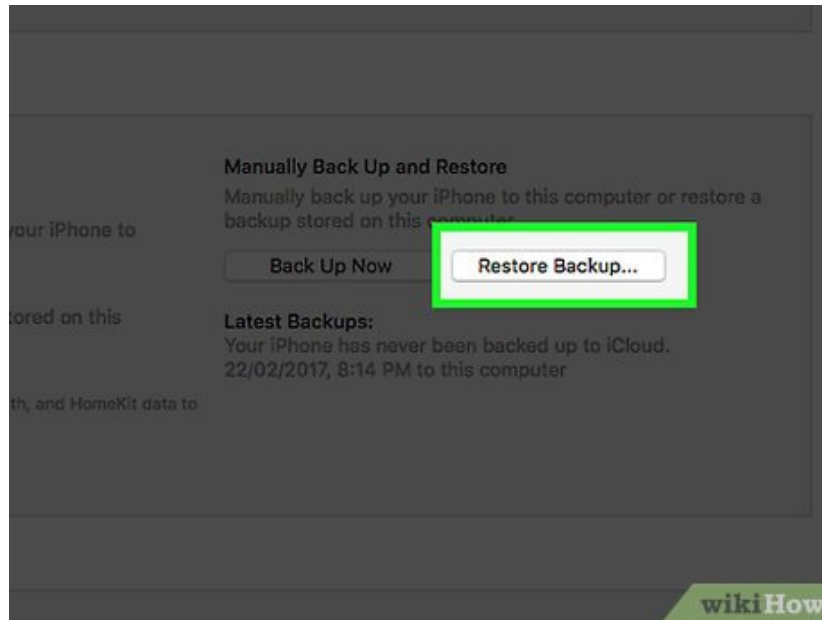 Manually Back Up and Restore
Manually back up your iPhone to this computer or restore a
backup stored on this computer.
your iPhone to
Back Up Now
Restore Backup...
tored on this
Latest Backups:
Your iPhone has never been backed up to iCloud.
22/02/2017, 8:14 PM to this computer
th, and HomeKit data to
wikiHow